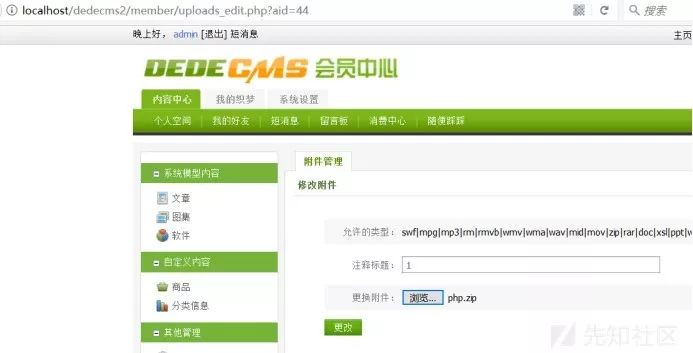 localhost/dedecms2/member/uploads_edit.php?aid=44
搜索
晚上好， admin [退出] 短消息
主页
DEDECMS 会员中心
内容中心 我的织梦 系统设置
个人空间 我的好友 短消息 留言板 消费中心 随便踩踩
系统模型内容
文章
图集
软件
自定义内容
商品
分类信息
其他管理
附件管理
修改附件
允许的类型： swf|mpg|mp3|rm|rmvb|wmv|wma|wav|mid|mov|zip|rar|doc|xsl|ppt|w
注释标题： 1
更换附件： 浏览... php.zip
更改
先知社区